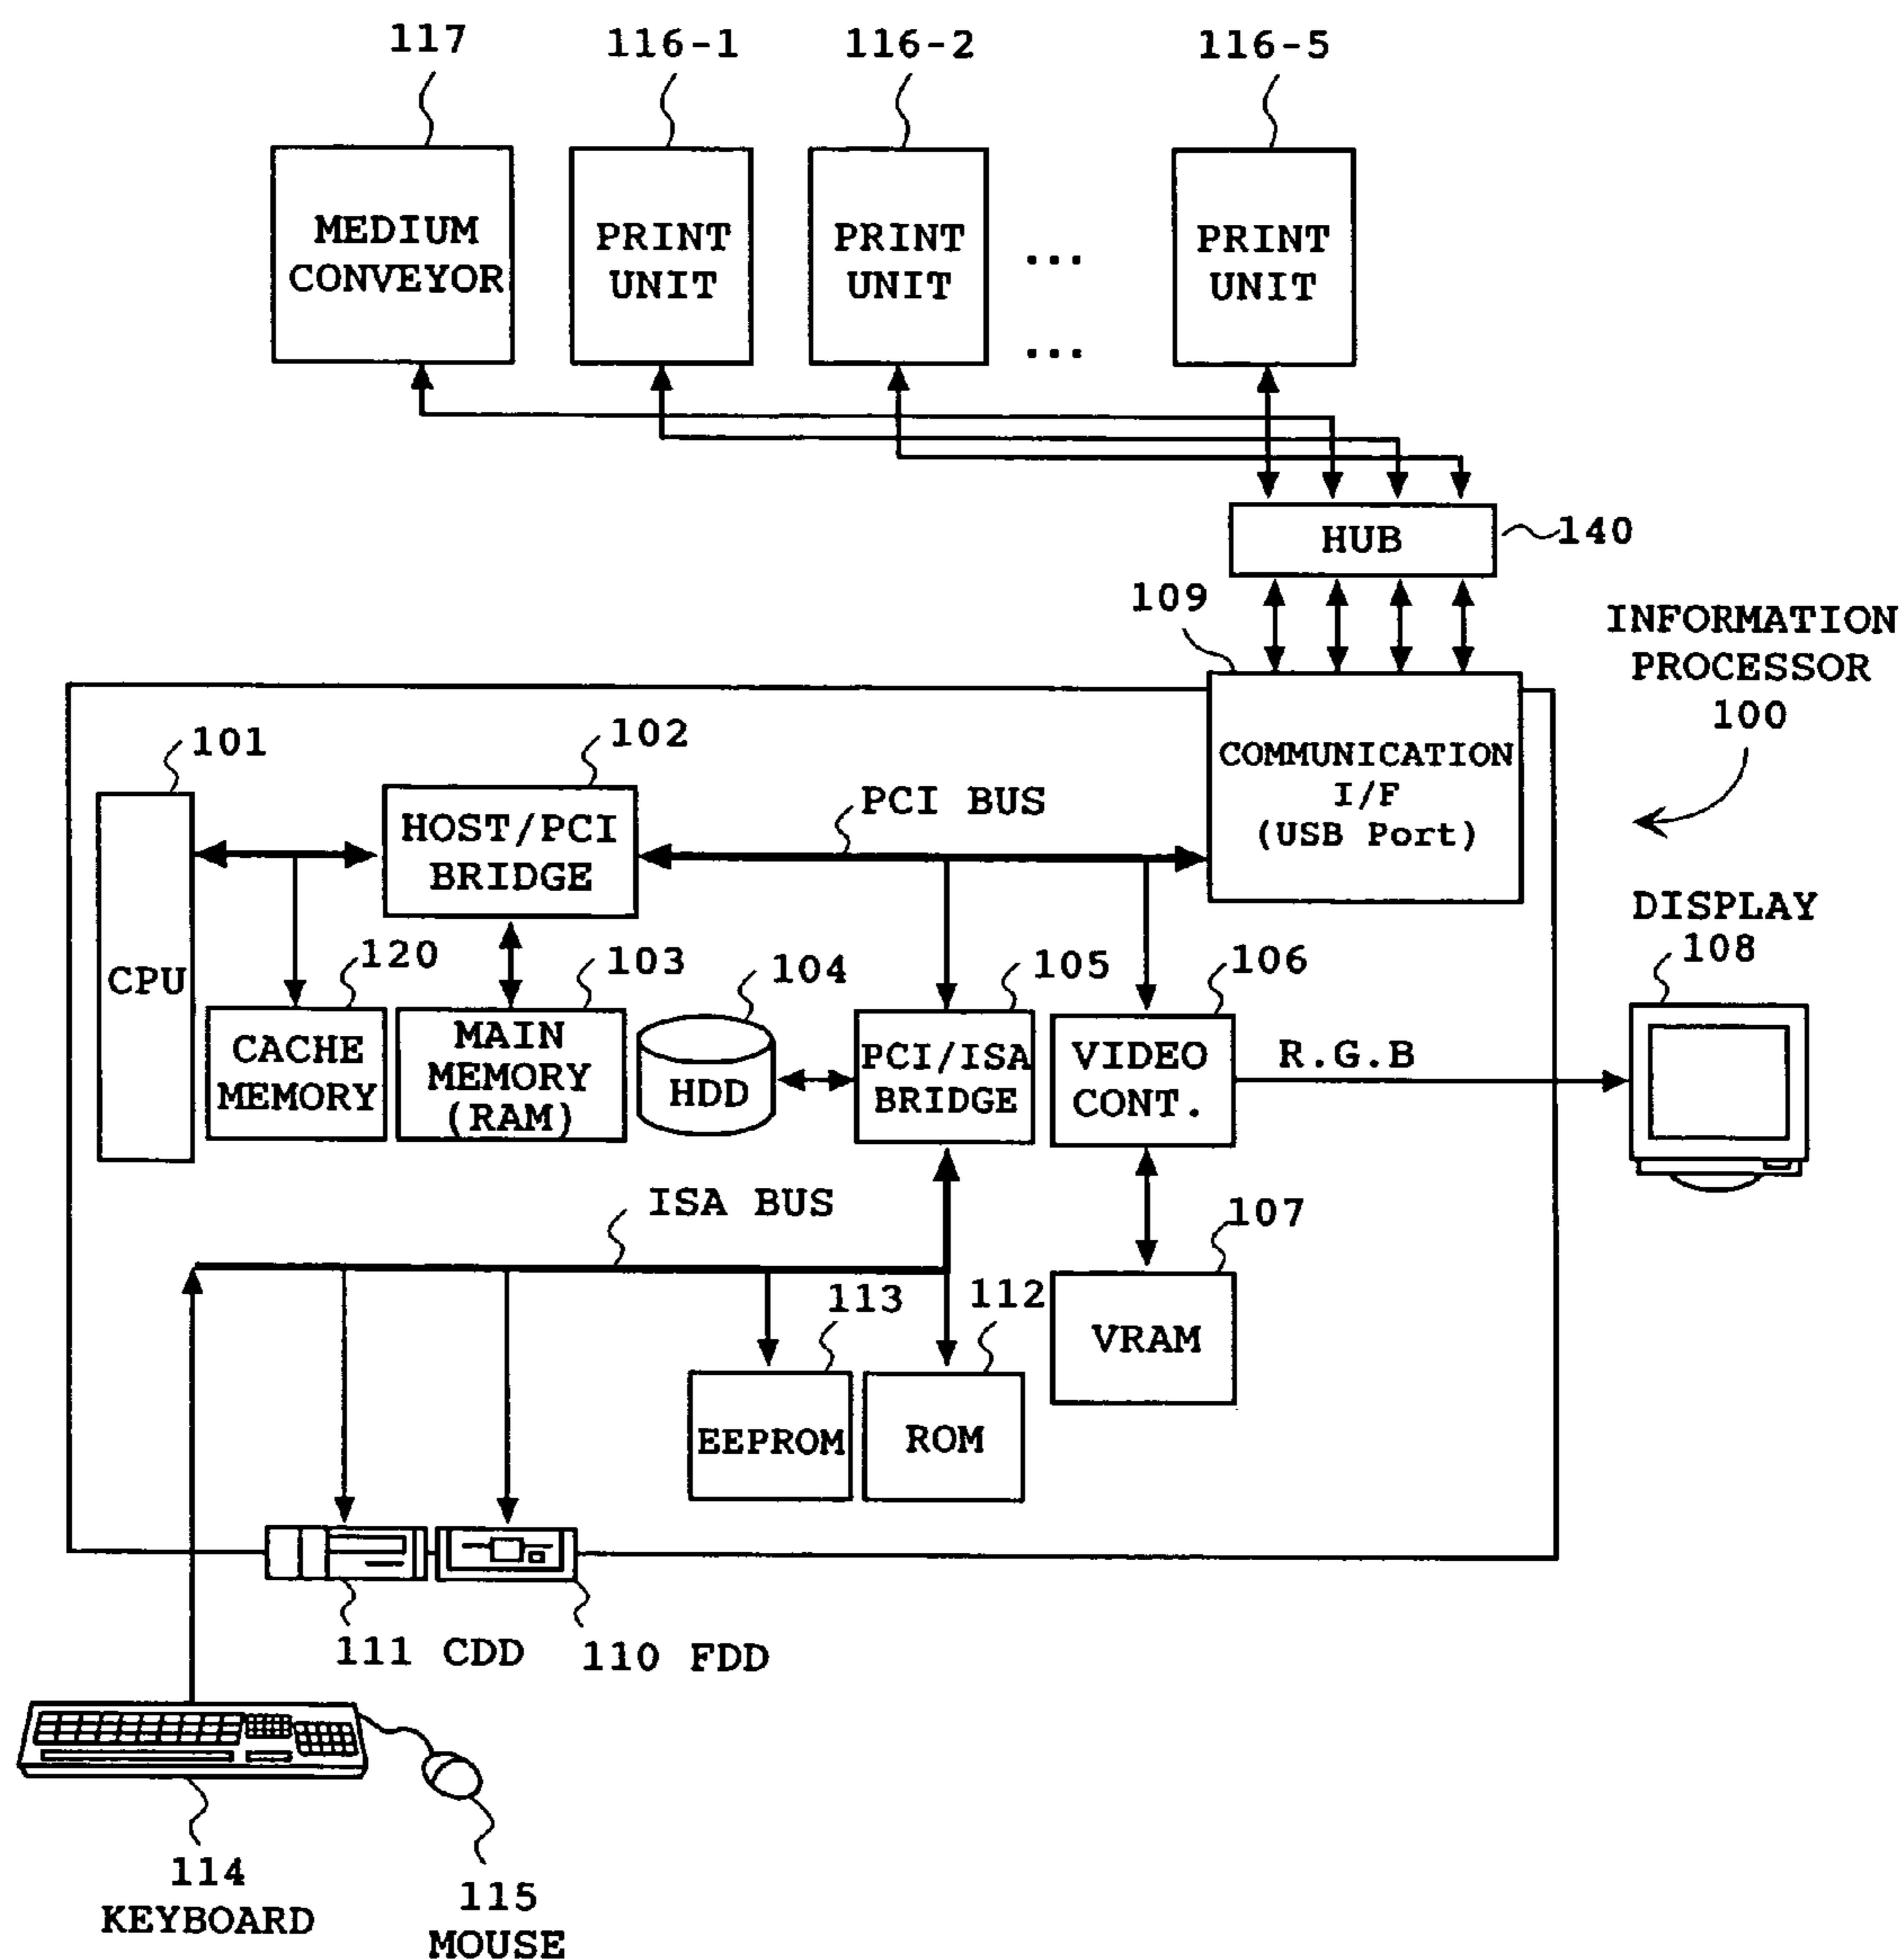 117
116-1
116-2
116-5
MEDIUM
CONVEYOR
PRINT
UNIT
PRINT
UNIT
...
...
PRINT
UNIT
HUB
140
109
INFORMATION
PROCESSOR
100
COMMUNICATION
I/F
(USB Port)
101
102
PCI BUS
HOST/PCI
BRIDGE
CPU
DISPLAY
108
120
103
104
105
106
CACHE
MEMORY
MAIN
MEMORY
(RAM)
HDD
PCI/ISA
BRIDGE
VIDEO
CONT.
R.G.B
ISA BUS
107
113
112
VRAM
EEPROM
ROM
111 CDD
110 FDD
114
KEYBOARD
115
MOUSE